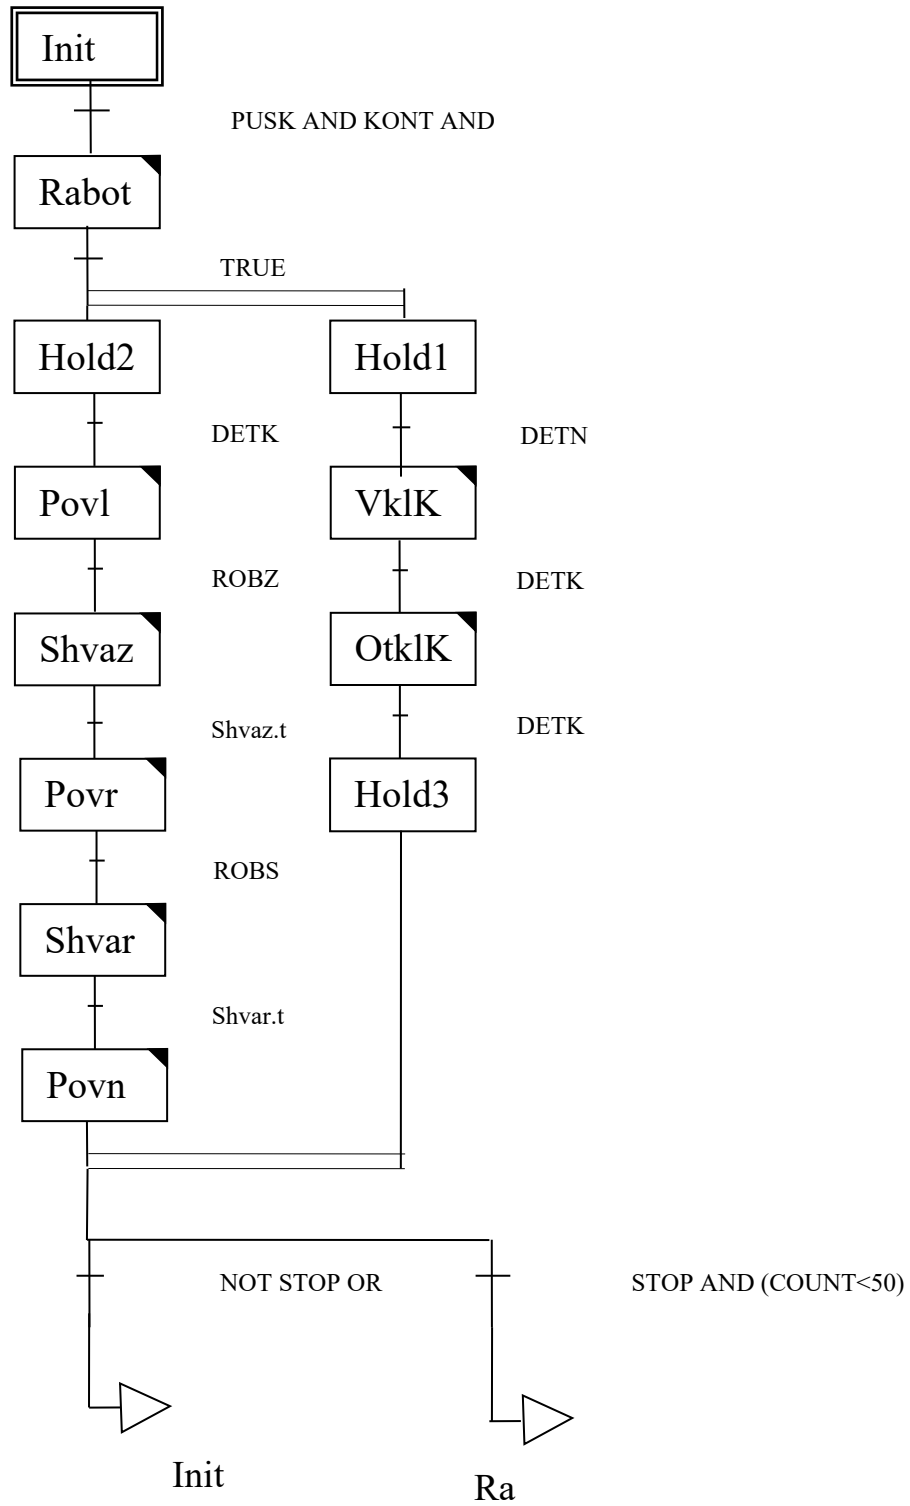 Init
PUSK AND KONT AND
Rabot
TRUE
Hold2
Hold1
DETK
DETN
Povl
VklK
ROBZ
DETK
Shvaz
OtklK
Shvaz.t
DETK
Povr
Hold3
ROBS
Shvar
Shvar.t
Povn
NOT STOP OR
STOP AND (COUNT<50)
Init
Ra